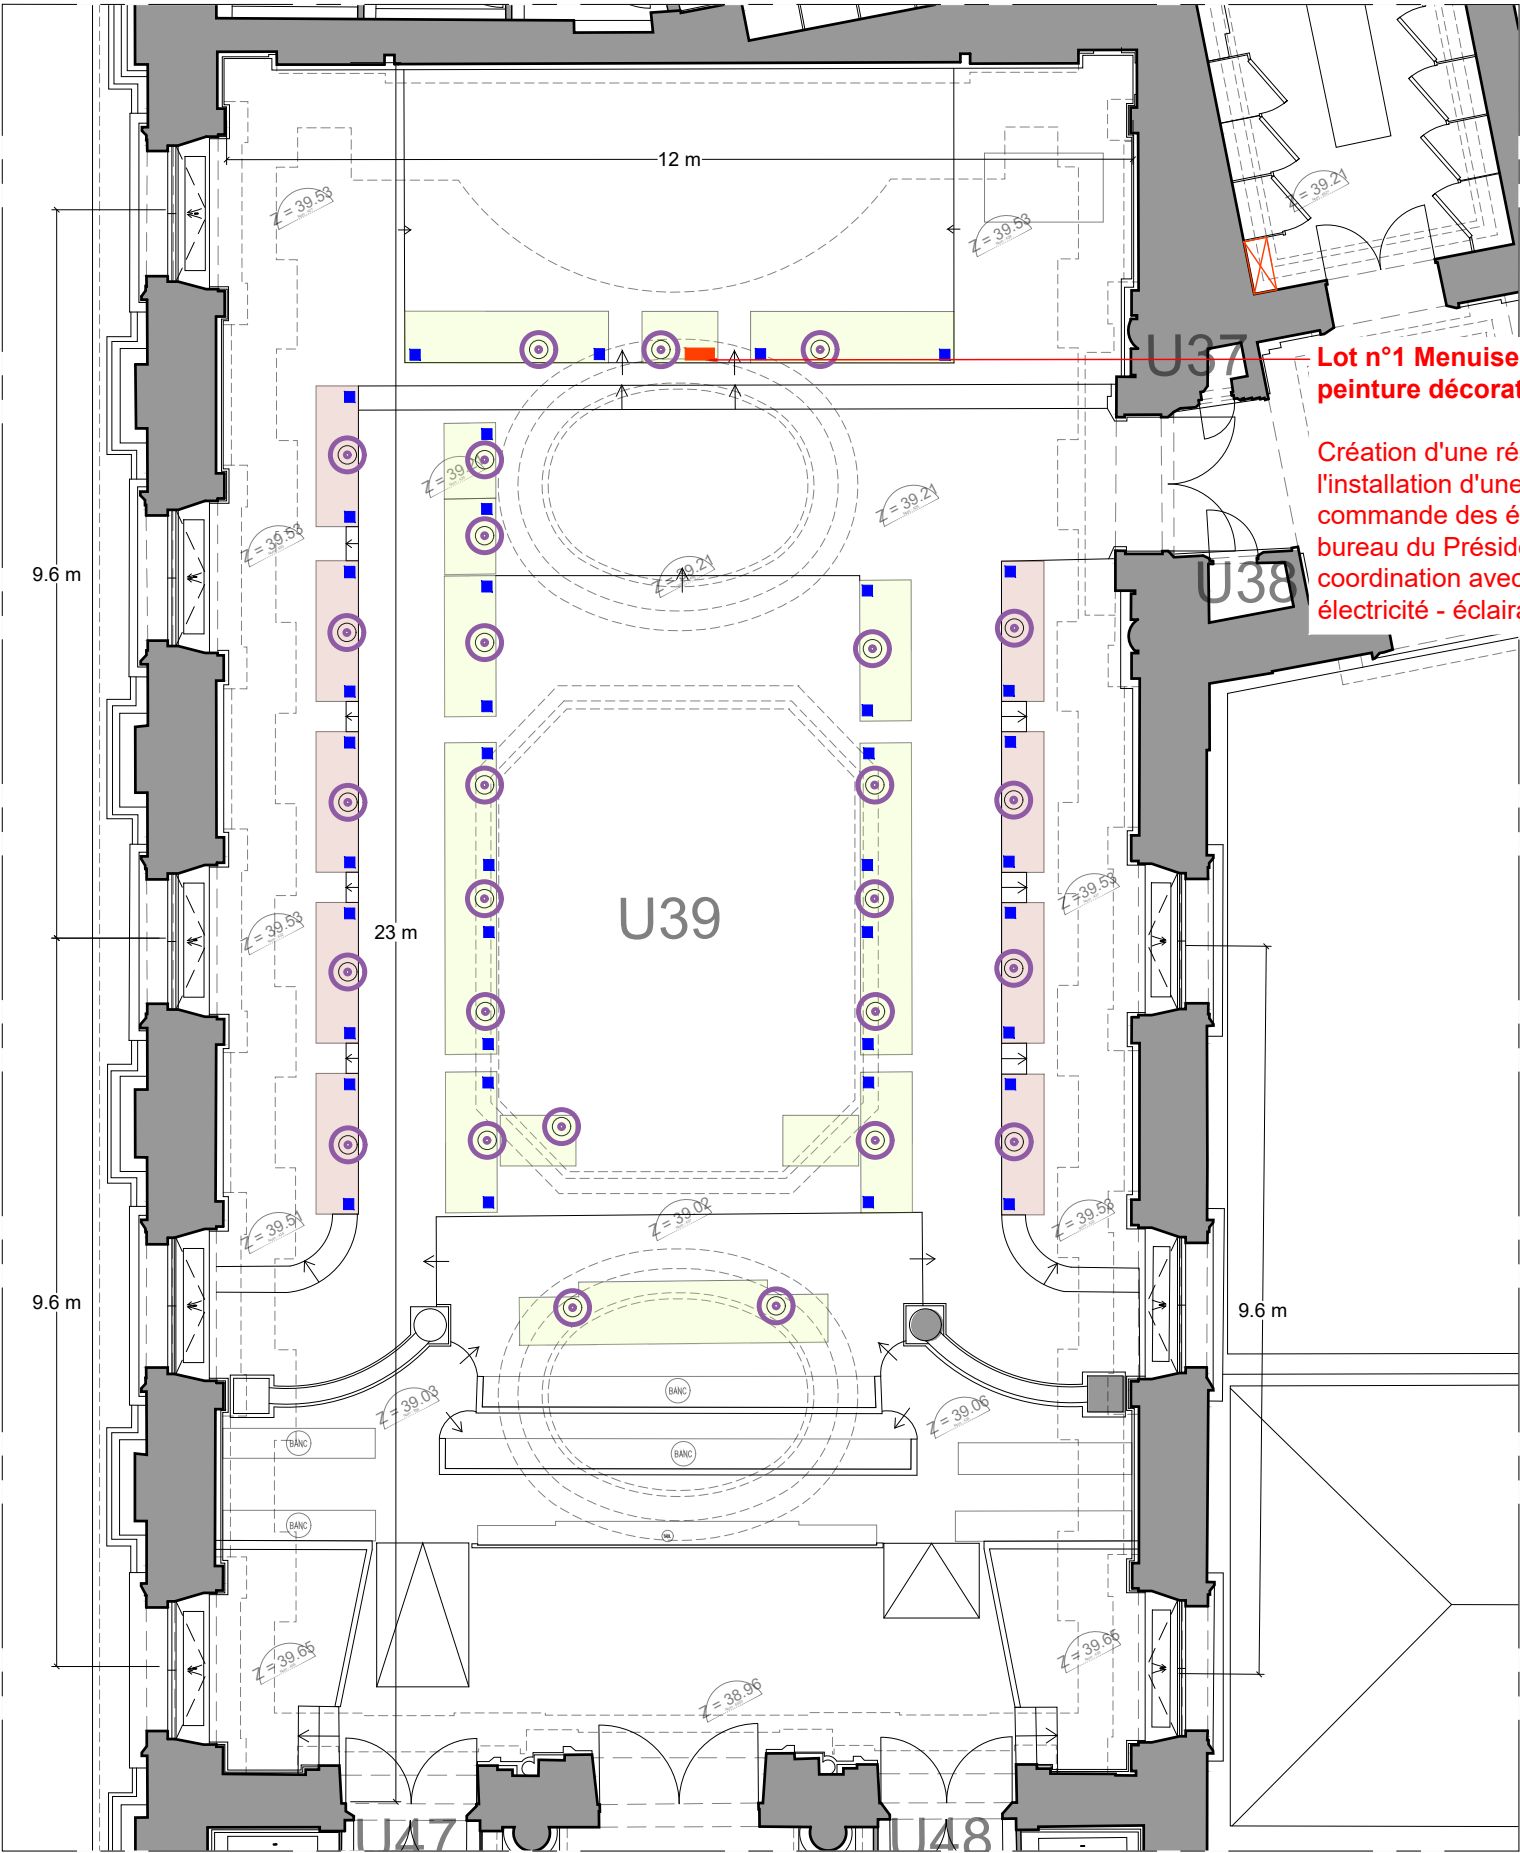 12 m
Z = 39.53
Z = 39.53
Z = 39.21
U37
Lot n°1 Menuise
peinture décorat
Création d'une ré
l'installation d'une
commande des é
bureau du Préside
coordination avec
électricité - éclaira
Z = 39.21
Z = 39.21
Z = 39.53
Z = 39.21
9.6 m
U38
Z = 39.53
U39
Z = 39.53
23 m
Z = 39.02
Z = 39.51
Z = 39.53
9.6 m
9.6 m
BANC
Z = 39.03
Z = 39.06
BANC
BANC
BANC
Z = 39.65
Z = 39.65
Z = 38.96
U47
U48